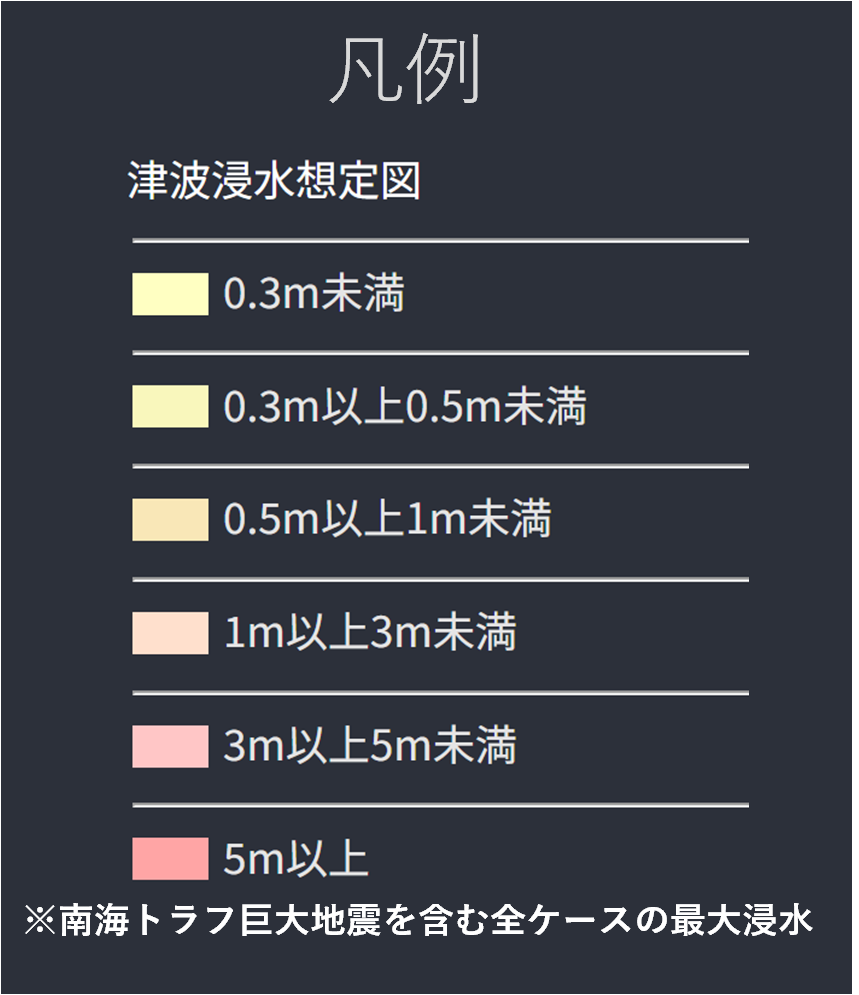 凡例
津波浸水想定図
0.3m未満
0.3m以上0.5m未満
0.5m以上1m未満
1m以上3m未満
3m以上5m未満
5m以上
※南海トラフ巨大地震を含む全ケースの最大浸水